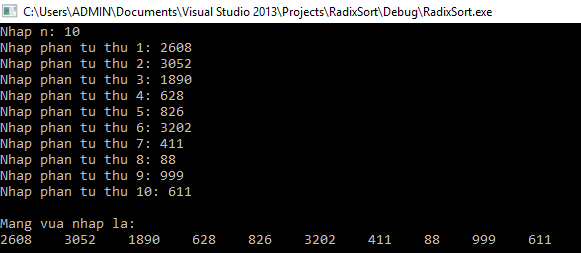 C:\Users\ADMIN\Documents\Visual Studio 2013\Projects\RadixSort\Debug\RadixSort.exe
Nhap n: 10
Nhap phan tu thu 1: 2608
Nhap phan tu thu 2: 3052
Nhap phan tu thu 3: 1890
Nhap phan tu thu 4: 628
Nhap phan tu thu 5: 826
Nhap phan tu thu 6: 3202
Nhap phan tu thu 7: 411
Nhap phan tu thu 8: 88
Nhap phan tu thu 9: 999
Nhap phan tu thu 10: 611
Mang vua nhap la:
2608    3052    1890    628    826    3202    411    88    999    611